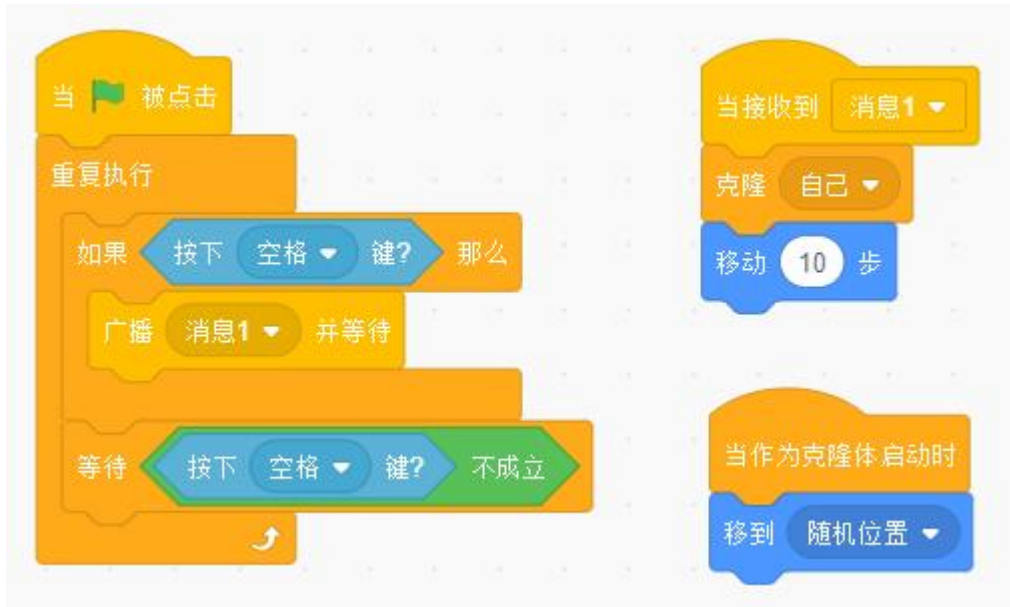 当 被点击
重复执行
如果 按下 空格 键? 那么
广播 消息1 并等待
等待 按下 空格 键? 不成立
当接收到 消息1
克隆 自己
移动 10 步
当作为克隆体启动时
移到 随机位置